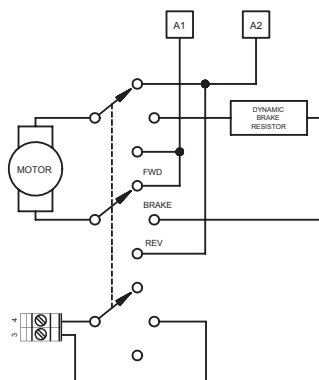 A1
A2
DYNAMIC
BRAKE
RESISTOR
MOTOR
FWD
BRAKE
REV
4
3